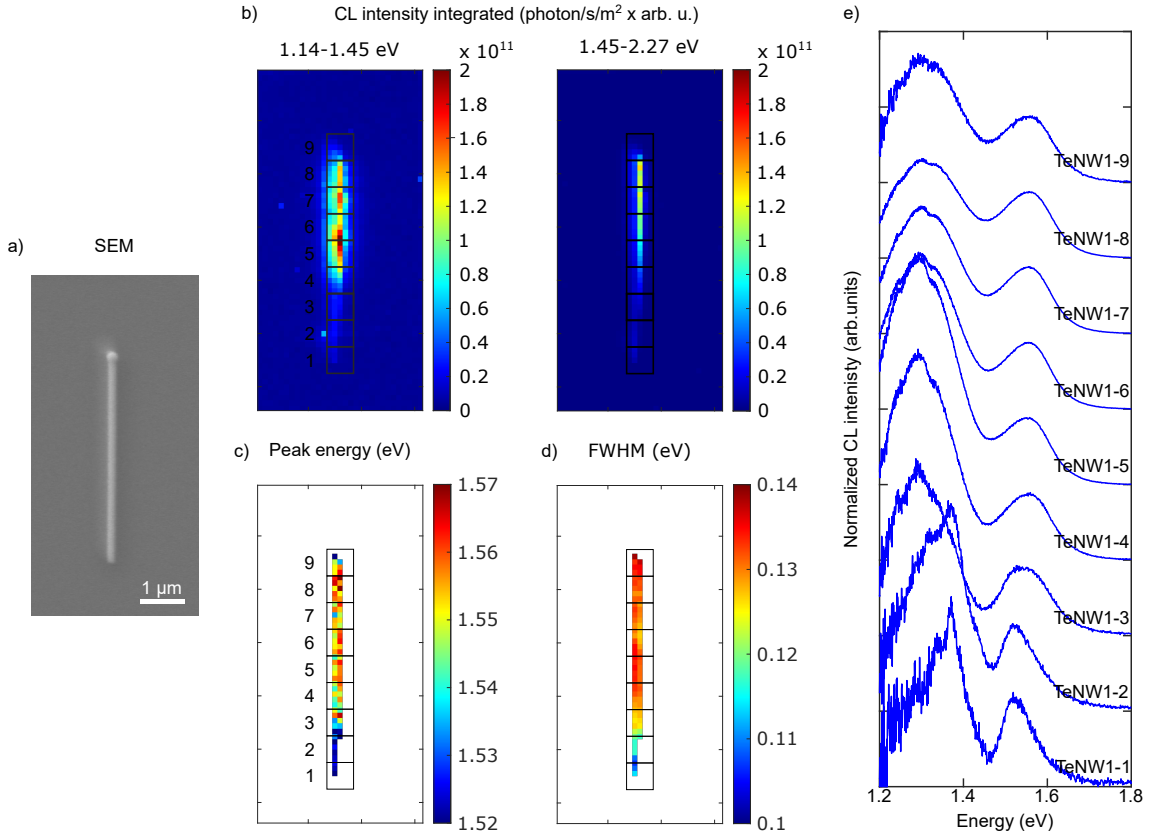 b) CL intensity integrated (photon/s/m² x arb. u.) e)
a) SEM
1 µm
1.14-1.45 eV 1.45-2.27 eV
x 10¹¹ x 10¹¹
2
1.8
1.6
1.4
1.2
1
0.8
0.6
0.4
0.2
0
9
8
7
6
5
4
3
2
1
2
1.8
1.6
1.4
1.2
1
0.8
0.6
0.4
0.2
0
c) Peak energy (eV)
9
8
7
6
5
4
3
2
1
1.57
1.56
1.55
1.54
1.53
1.52
d) FWHM (eV)
0.14
0.13
0.12
0.11
0.1
Normalized CL intenisty (arb.units)
TeNW1-9
TeNW1-8
TeNW1-7
TeNW1-6
TeNW1-5
TeNW1-4
TeNW1-3
TeNW1-2
TeNW1-1
1.2 1.4 1.6 1.8
Energy (eV)